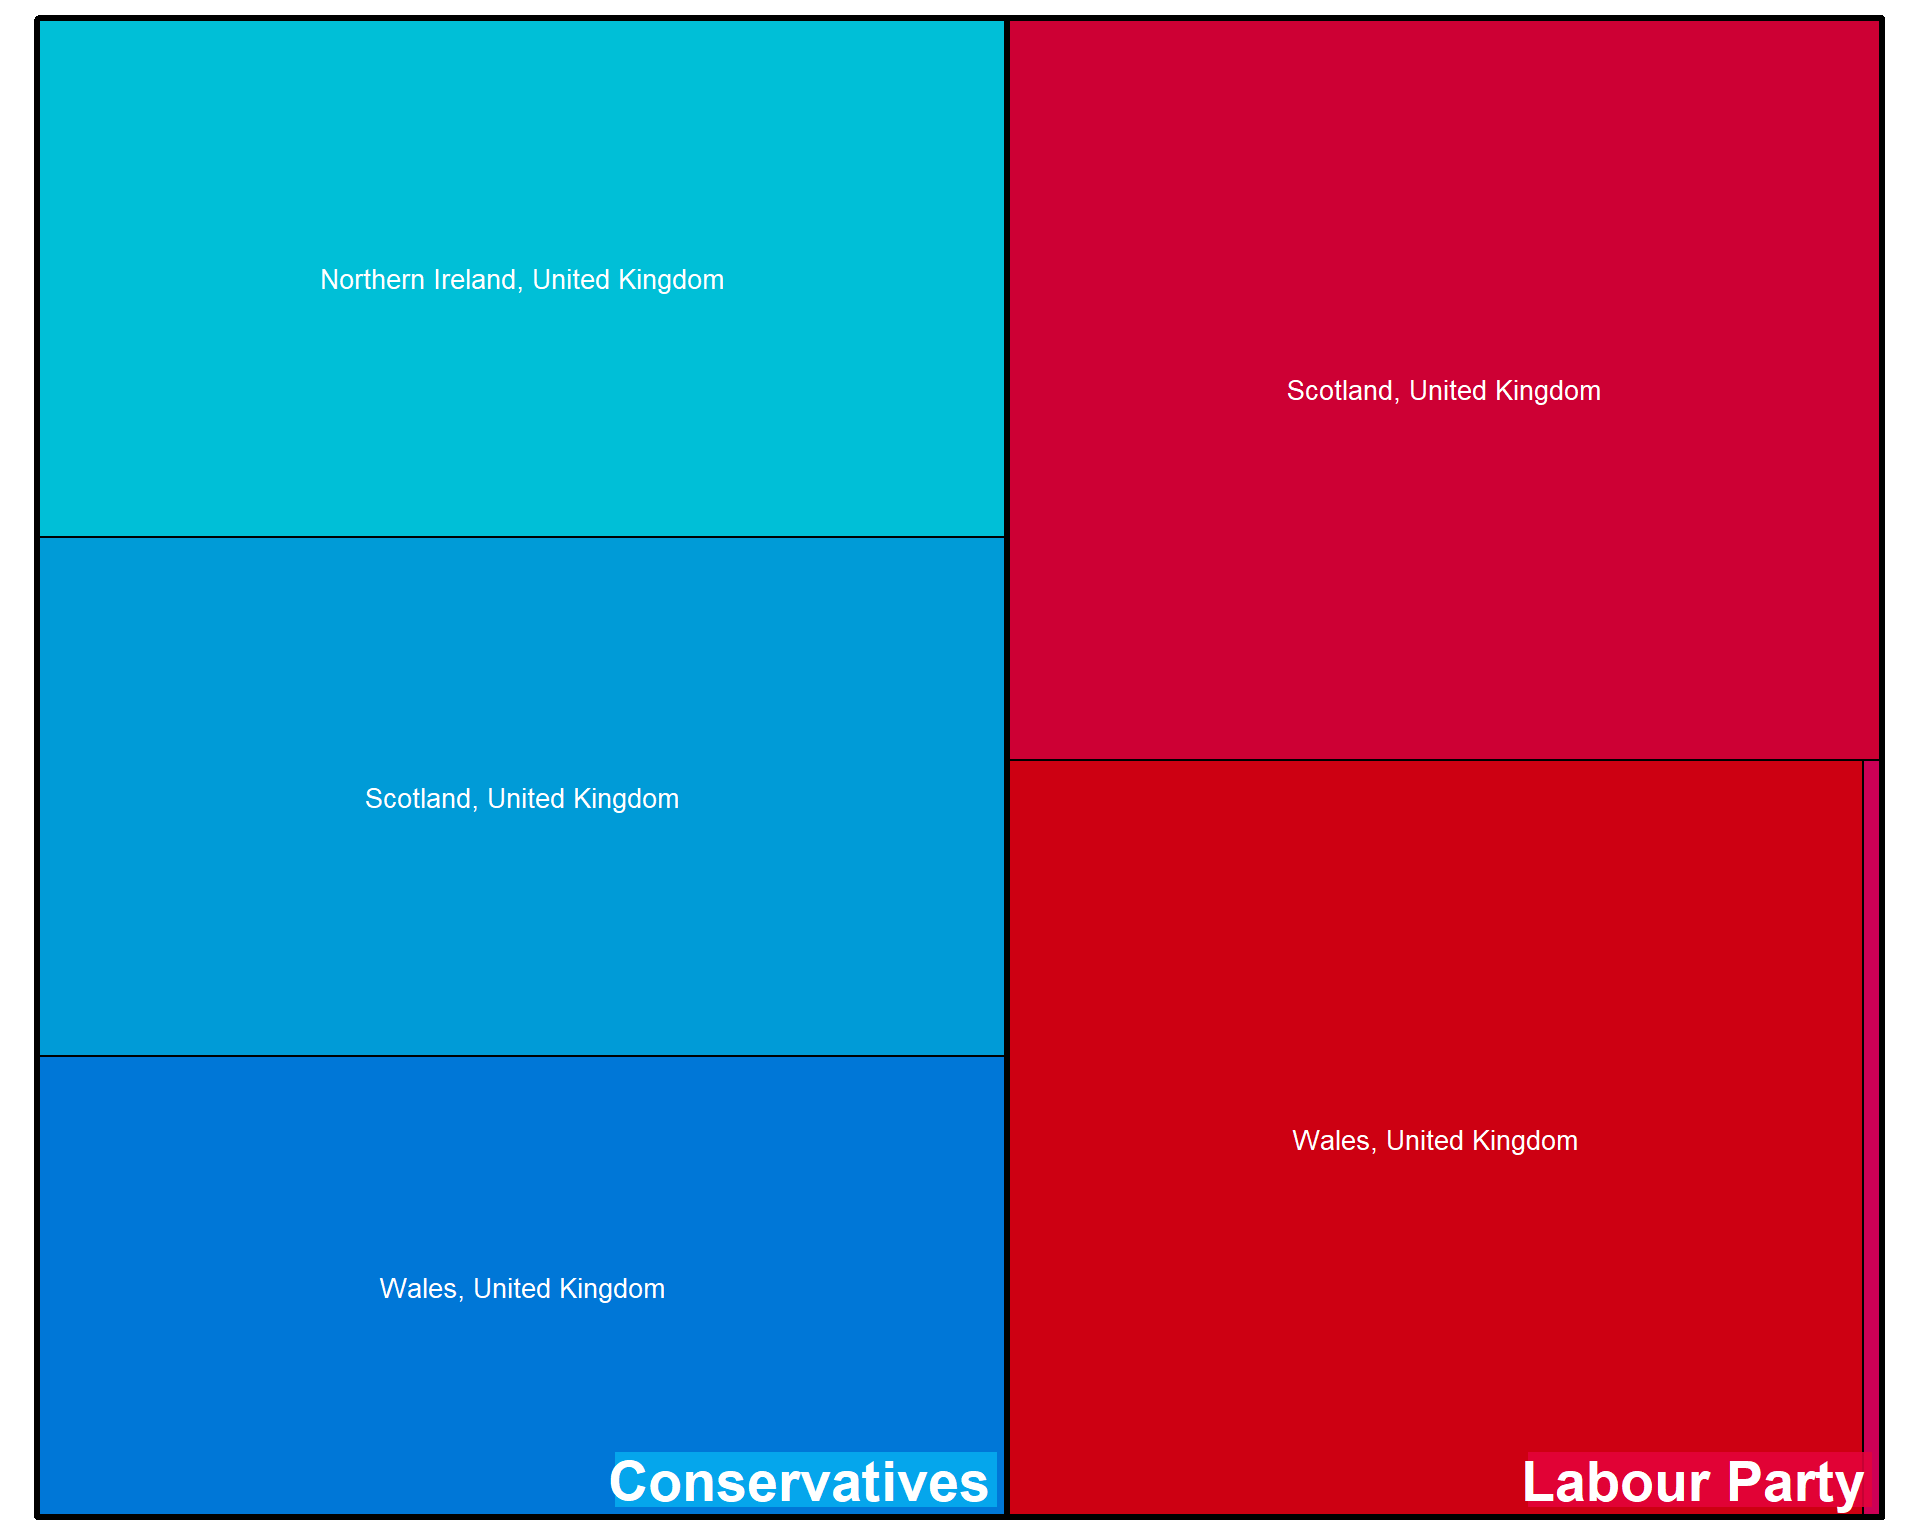 Northern Ireland, United Kingdom
Scotland, United Kingdom
Wales, United Kingdom
Conservatives
Scotland, United Kingdom
Wales, United Kingdom
Labour Party